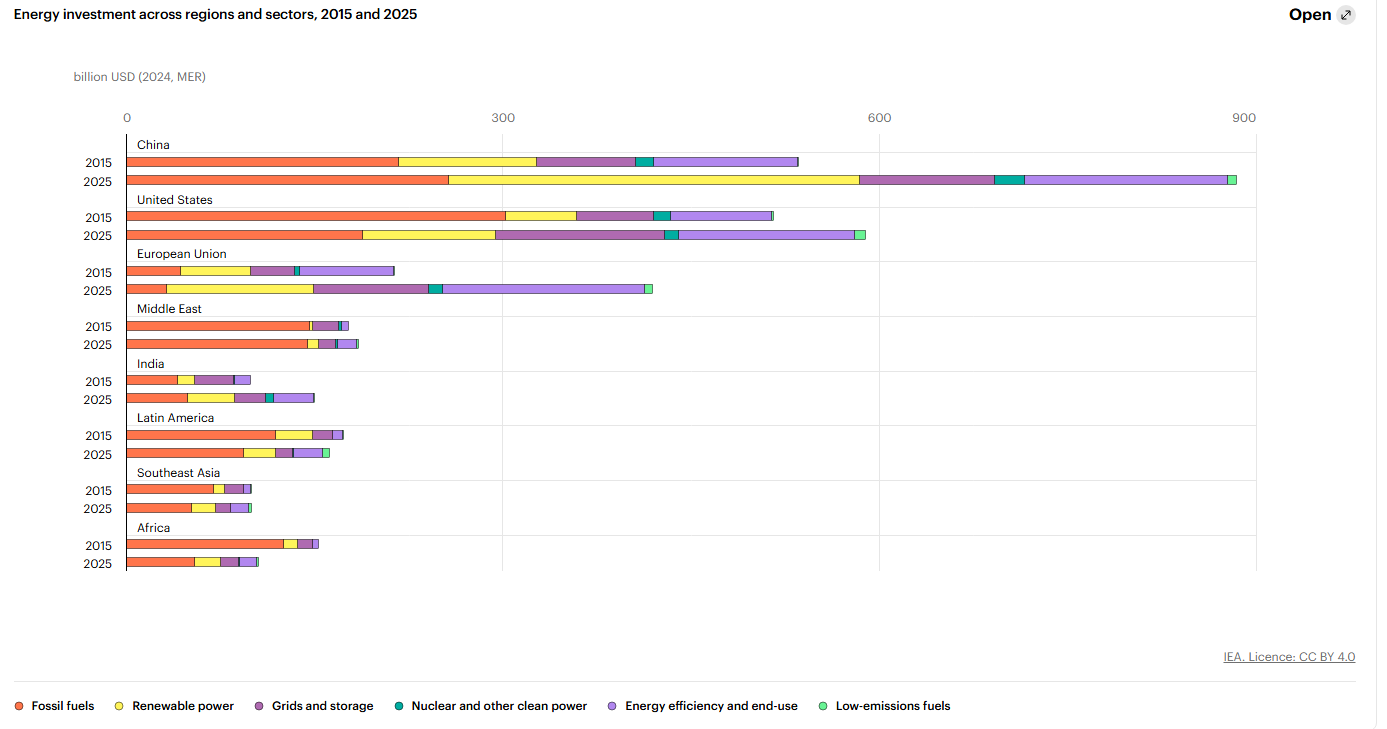 Energy investment across regions and sectors, 2015 and 2025
Open
billion USD (2024, MER)
0 300 600 900
China
2015
2025
United States
2015
2025
European Union
2015
2025
Middle East
2015
2025
India
2015
2025
Latin America
2015
2025
Southeast Asia
2015
2025
Africa
2015
2025
IEA. Licence: CC BY 4.0
Fossil fuels Renewable power Grids and storage Nuclear and other clean power Energy efficiency and end-use Low-emissions fuels